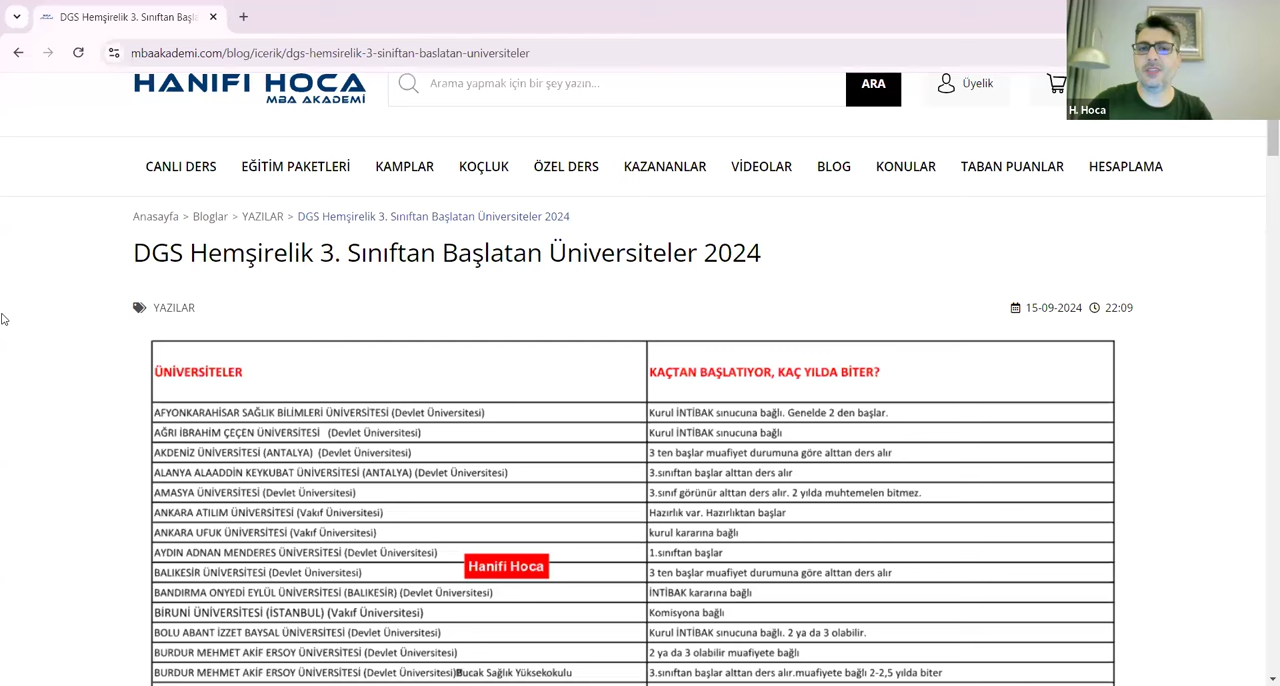 DGS Hemşirelik 3. Sınıftan Başla
mbaakademi.com/blog/icerik/dgs-hemsirelik-3-siniftan-baslatan-universiteler
HANIFI HOCA
MBA AKADEMİ
Arama yapmak için bir şey yazın...
ARA
Üyelik
H. Hoca
CANLI DERS EĞİTİM PAKETLERİ KAMPLAR KOÇLUK ÖZEL DERS KAZANANLAR VİDEOLAR BLOG KONULAR TABAN PUANLAR HESAPLAMA
Anasayfa > Bloglar > YAZILAR > DGS Hemşirelik 3. Sınıftan Başlatan Üniversiteler 2024
DGS Hemşirelik 3. Sınıftan Başlatan Üniversiteler 2024
YAZILAR 15-09-2024 22:09
ÜNİVERSİTELER KAÇTAN BAŞLATIYOR, KAÇ YILDA BİTER?
AFYONKARAHİSAR SAĞLIK BİLİMLERİ ÜNİVERSİTESİ (Devlet Üniversitesi) Kurul İNTİBAK sınucuna bağlı. Genelde 2 den başlar.
AĞRI İBRAHİM ÇEÇEN ÜNİVERSİTESİ (Devlet Üniversitesi) Kurul İNTİBAK sınucuna bağlı
AKDENİZ ÜNİVERSİTESİ (ANTALYA) (Devlet Üniversitesi) 3 ten başlar muafiyet durumuna göre alttan ders alır
ALANYA ALAADDİN KEYKUBAT ÜNİVERSİTESİ (ANTALYA) (Devlet Üniversitesi) 3.sınıftan başlar alttan ders alır
AMASYA ÜNİVERSİTESİ (Devlet Üniversitesi) 3.sınıf görünür alttan ders alır. 2 yılda muhtemelen bitmez.
ANKARA ATILIM ÜNİVERSİTESİ (Vakıf Üniversitesi) Hazırlık var. Hazırlıktan başlar
ANKARA UFUK ÜNİVERSİTESİ (Vakıf Üniversitesi) kurul kararına bağlı
AYDIN ADNAN MENDERES ÜNİVERSİTESİ (Devlet Üniversitesi) 1.sınıftan başlar
Hanifi Hoca
BALIKESİR ÜNİVERSİTESİ (Devlet Üniversitesi) 3 ten başlar muafiyet durumuna göre alttan ders alır
BANDIRMA ONYEDİ EYLÜL ÜNİVERSİTESİ (BALIKESİR) (Devlet Üniversitesi) İNTİBAK kararına bağlı
BİRUNİ ÜNİVERSİTESİ (İSTANBUL) (Vakıf Üniversitesi) Komisyona bağlı
BOLU ABANT İZZET BAYSAL ÜNİVERSİTESİ (Devlet Üniversitesi) Kurul İNTİBAK sınucuna bağlı. 2 ya da 3 olabilir.
BURDUR MEHMET AKİF ERSOY ÜNİVERSİTESİ (Devlet Üniversitesi) 2 ya da 3 olabilir muafiyete bağlı
BURDUR MEHMET AKİF ERSOY ÜNİVERSİTESİ (Devlet Üniversitesi)Bucak Sağlık Yüksekokulu 3.sınıftan başlar alttan ders alır.muafiyete bağlı 2-2,5 yılda biter